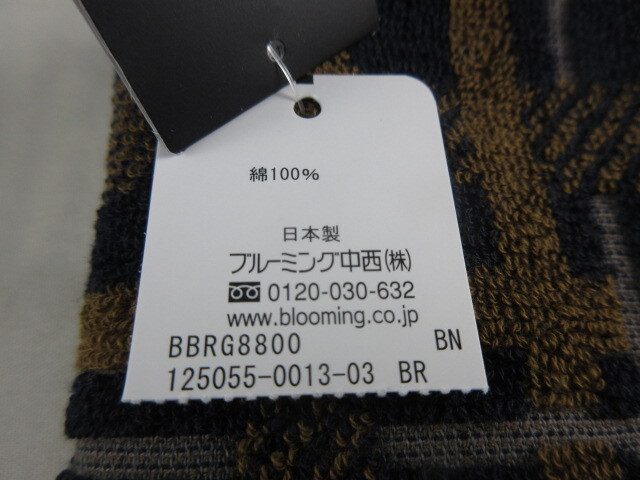 綿100%
日本製
ブルーミング中西(株)
0120-030-632
www.blooming.co.jp
BBRG8800 BN
125055-0013-03 BR